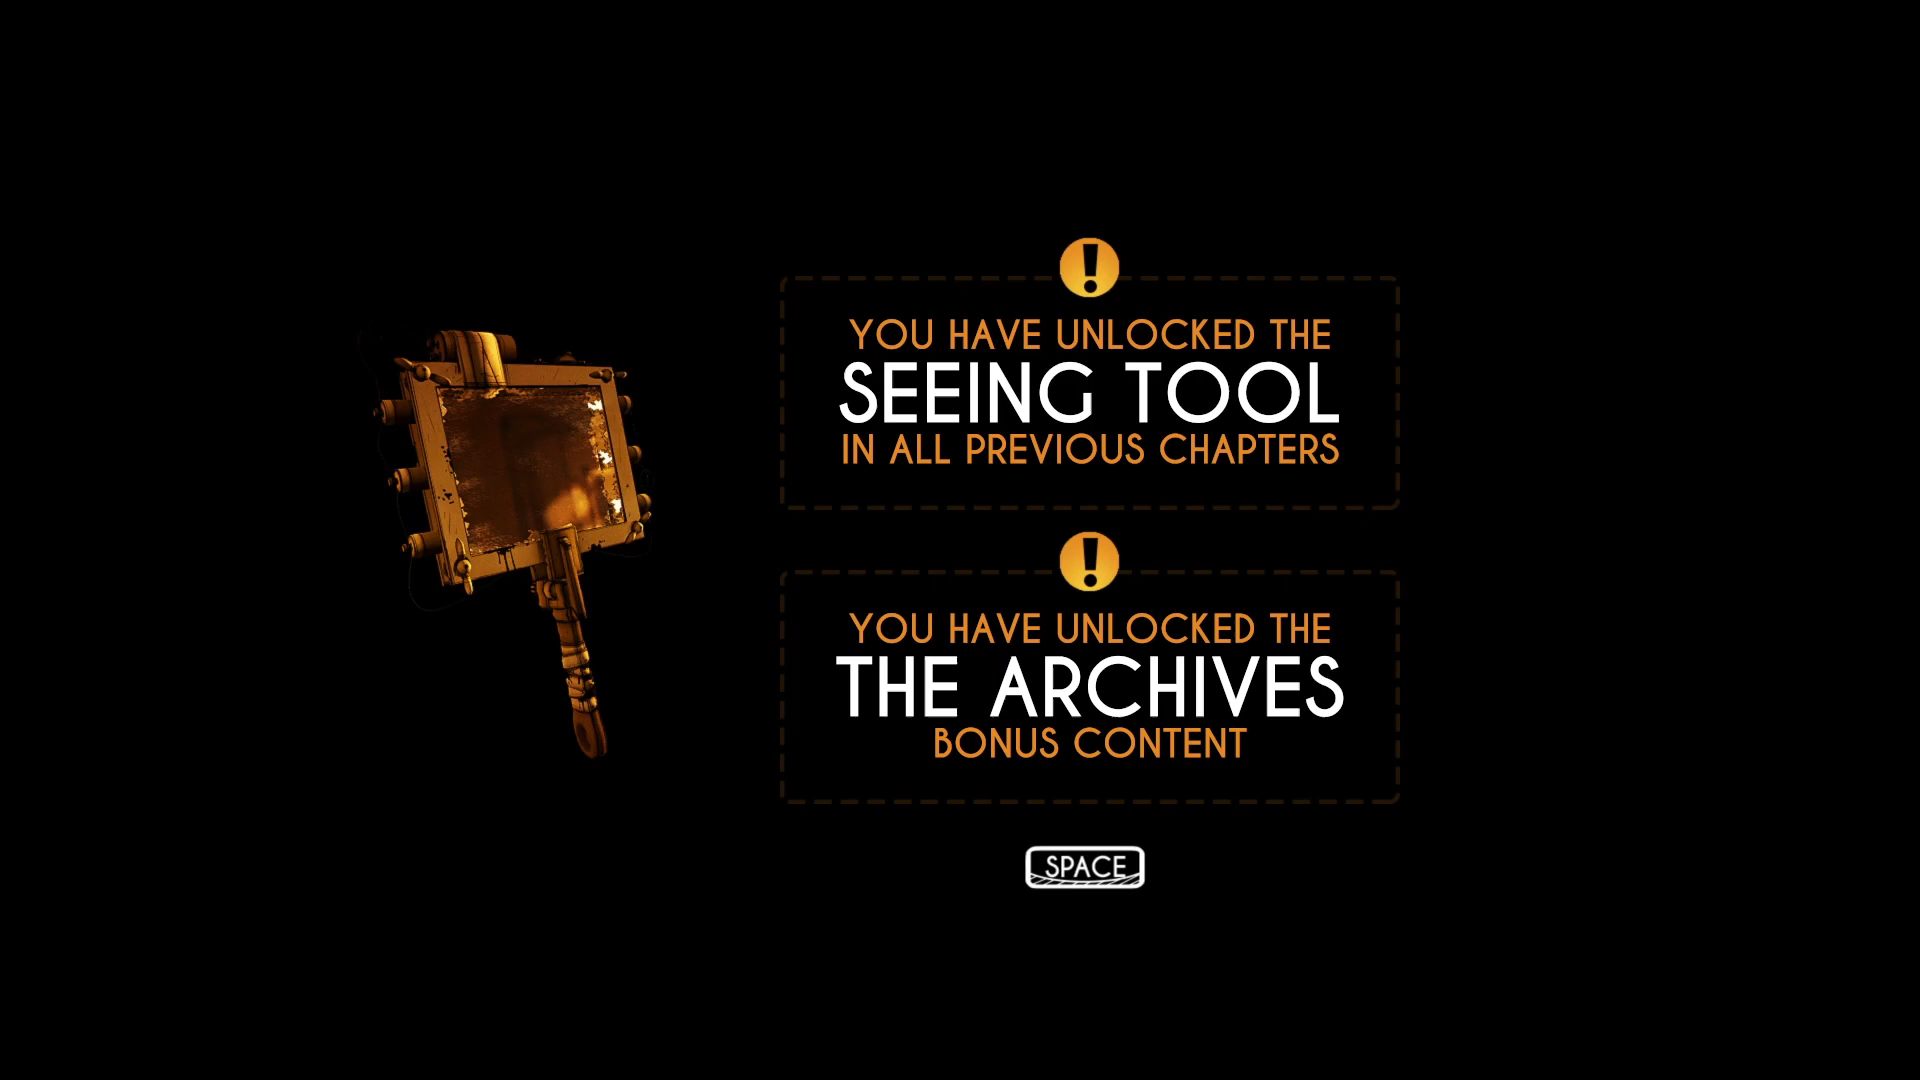 YOU HAVE UNLOCKED THE
SEEING TOOL
IN ALL PREVIOUS CHAPTERS
YOU HAVE UNLOCKED THE
THE ARCHIVES
BONUS CONTENT
SPACE